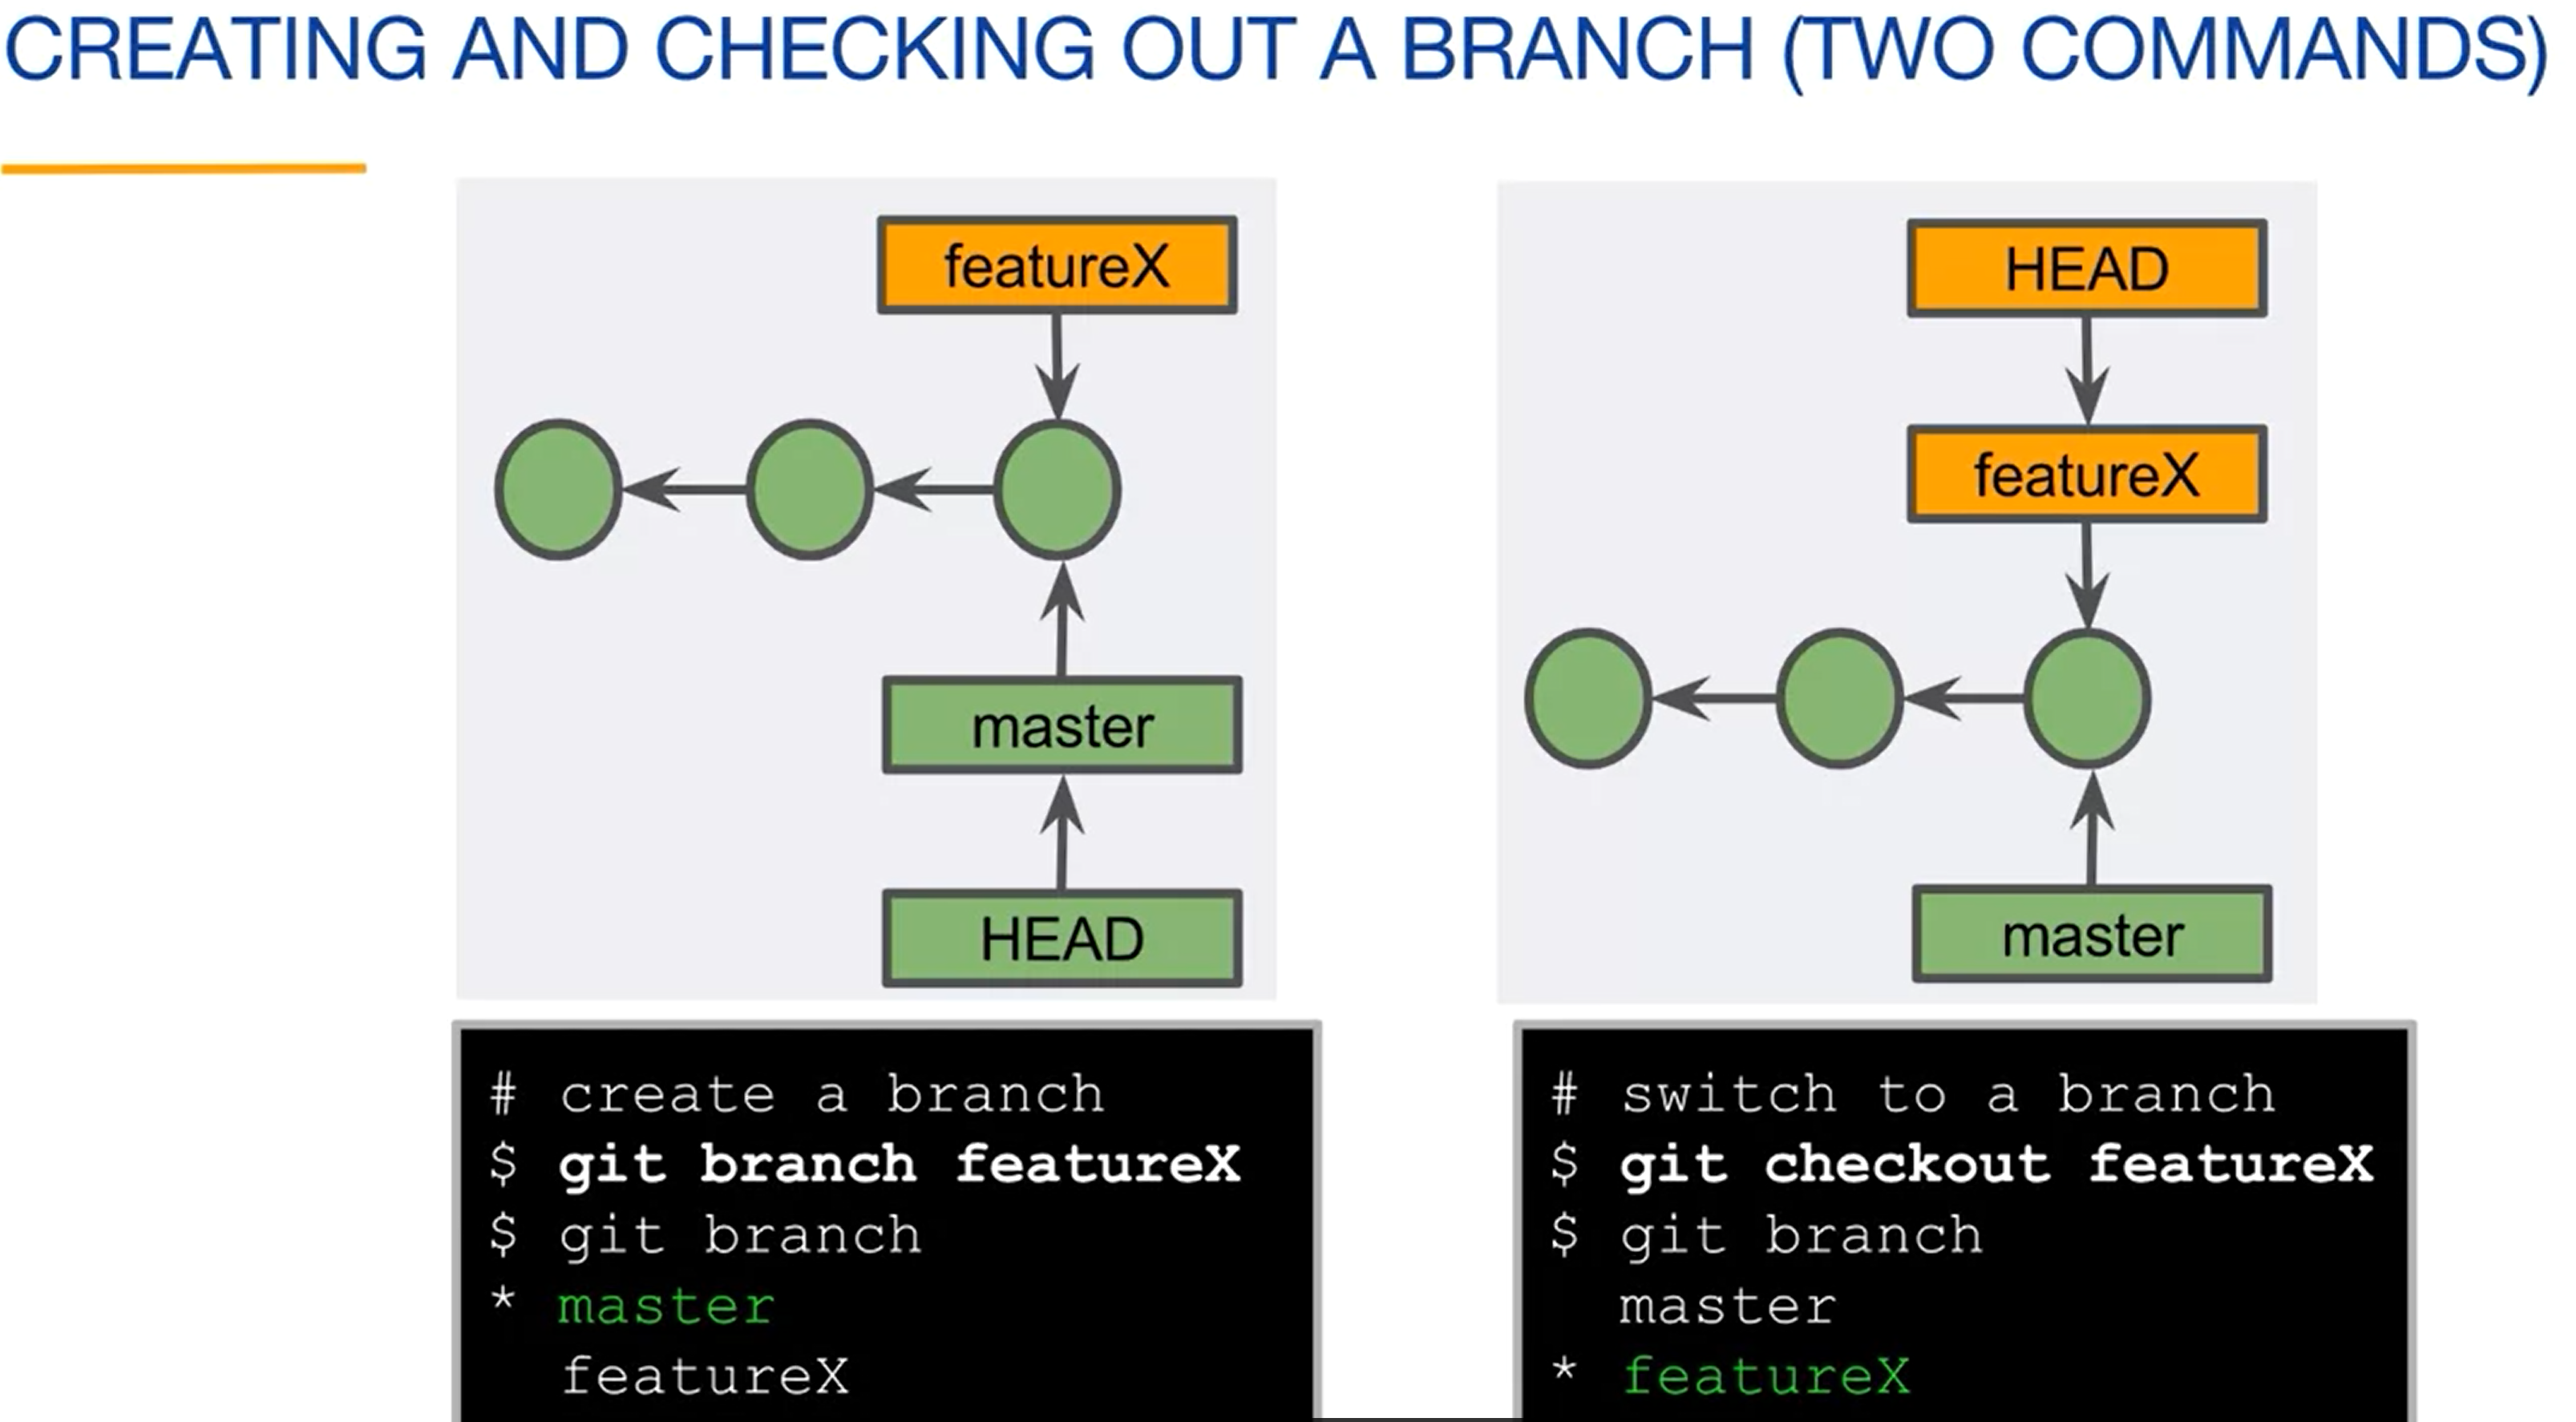 CREATING AND CHECKING OUT A BRANCH (TWO COMMANDS)
featureX
master
HEAD
# create a branch
$ git branch featureX
$ git branch
* master
featureX
HEAD
featureX
master
# switch to a branch
$ git checkout featureX
$ git branch
master
* featureX